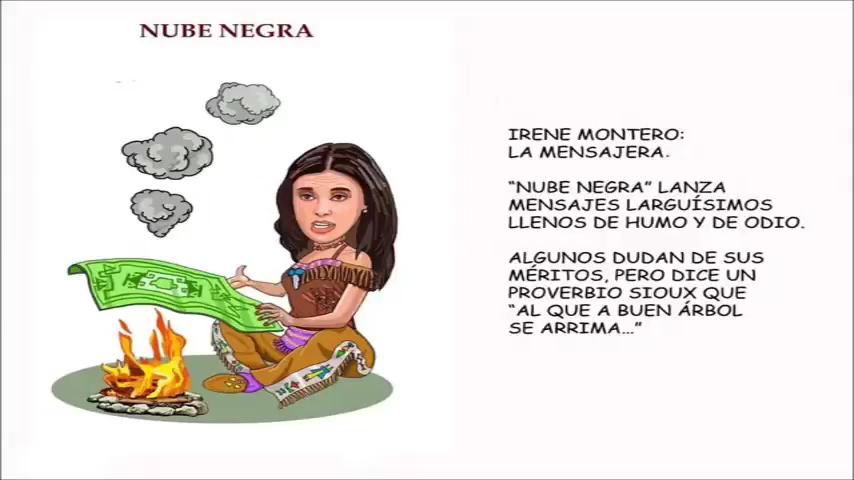 NUBE NEGRA
IRENE MONTERO:
LA MENSAJERA.
“NUBE NEGRA” LANZA
MENSAJES LARGUÍSIMOS
LLENOS DE HUMO Y DE ODIO.
ALGUNOS DUDAN DE SUS
MÉRITOS, PERO DICE UN
PROVERBIO SIOUX QUE
“AL QUE A BUEN ÁRBOL
SE ARRIMA…”